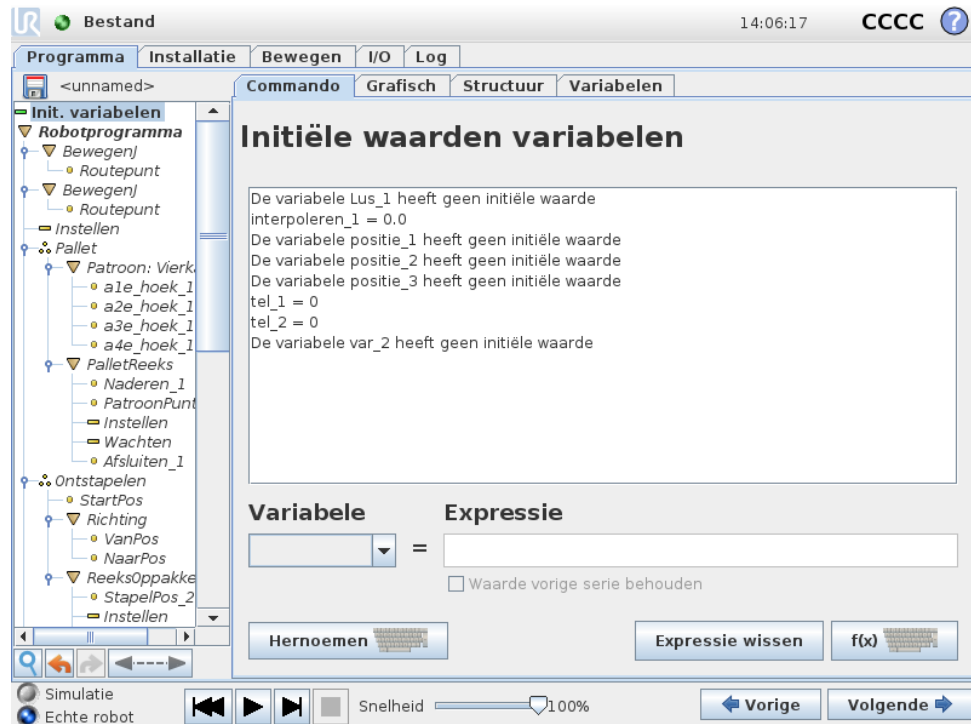 UR Bestand 14:06:17 CCCC ?
Programma Installatie Bewegen I/O Log
<unnamed>
Commando Grafisch Structuur Variabelen
Init. variabelen
Robotprogramma
BewegenJ
Routepunt
BewegenJ
Routepunt
Instellen
Pallet
Patroon: Vierk
a1e_hoek_1
a2e_hoek_1
a3e_hoek_1
a4e_hoek_1
PalletReeks
Naderen_1
PatroonPunt
Instellen
Wachten
Afsluiten_1
Ontstapelen
StartPos
Richting
VanPos
NaarPos
ReeksOppakke
StapelPos_2
Instellen
Initiële waarden variabelen
De variabele Lus_1 heeft geen initiële waarde
interpoleren_1 = 0.0
De variabele positie_1 heeft geen initiële waarde
De variabele positie_2 heeft geen initiële waarde
De variabele positie_3 heeft geen initiële waarde
tel_1 = 0
tel_2 = 0
De variabele var_2 heeft geen initiële waarde
Variabele Expressie
=
Waarde vorige serie behouden
Hernoemen Expressie wissen f(x)
Simulatie
Echte robot
Snelheid 100% Vorige Volgende